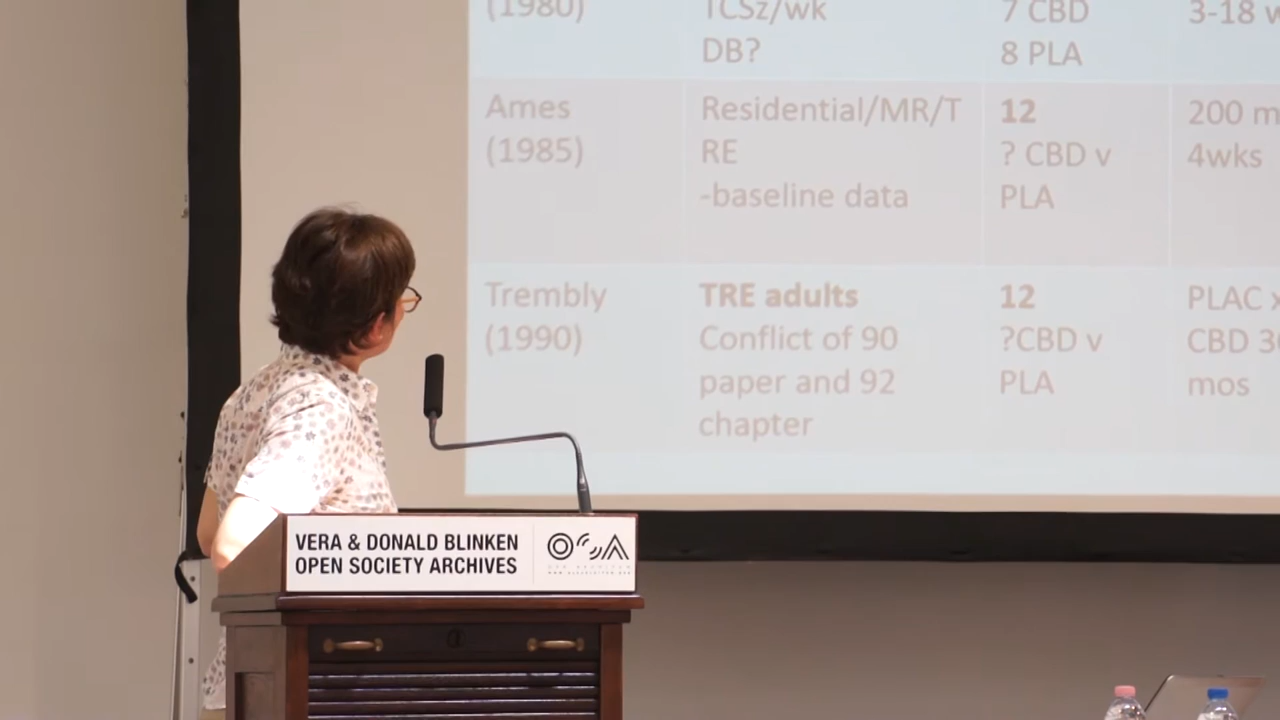 (1980)
TCSz/wk
DB?
7 CBD
8 PLA
3-18 w
Ames
(1985)
Residential/MR/T
RE
-baseline data
12
? CBD v
PLA
200 m
4wks
Trembly
(1990)
TRE adults
Conflict of 90
paper and 92
chapter
12
?CBD v
PLA
PLAC
CBD 30
mos
VERA & DONALD BLINKEN
OPEN SOCIETY ARCHIVES